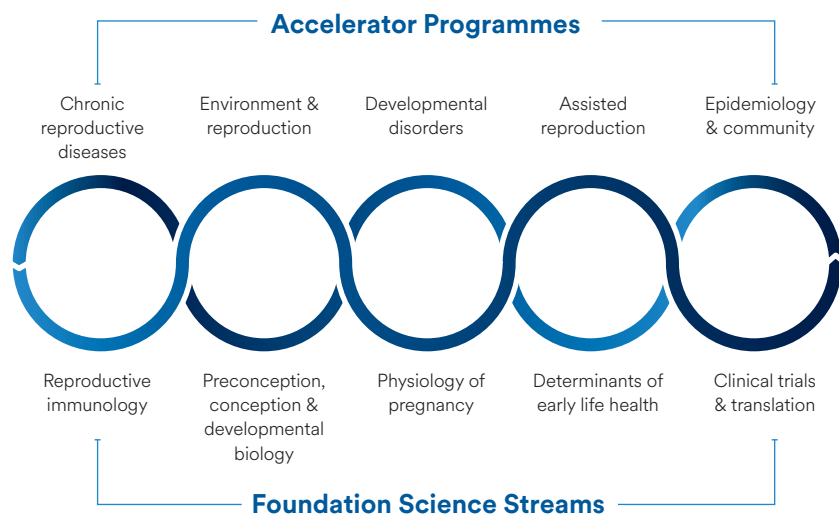 Accelerator Programmes
Chronic
reproductive
diseases
Environment &
reproduction
Developmental
disorders
Assisted
reproduction
Epidemiology
& community
Reproductive
immunology
Preconception,
conception &
developmental
biology
Physiology of
pregnancy
Determinants of
early life health
Clinical trials
& translation
Foundation Science Streams